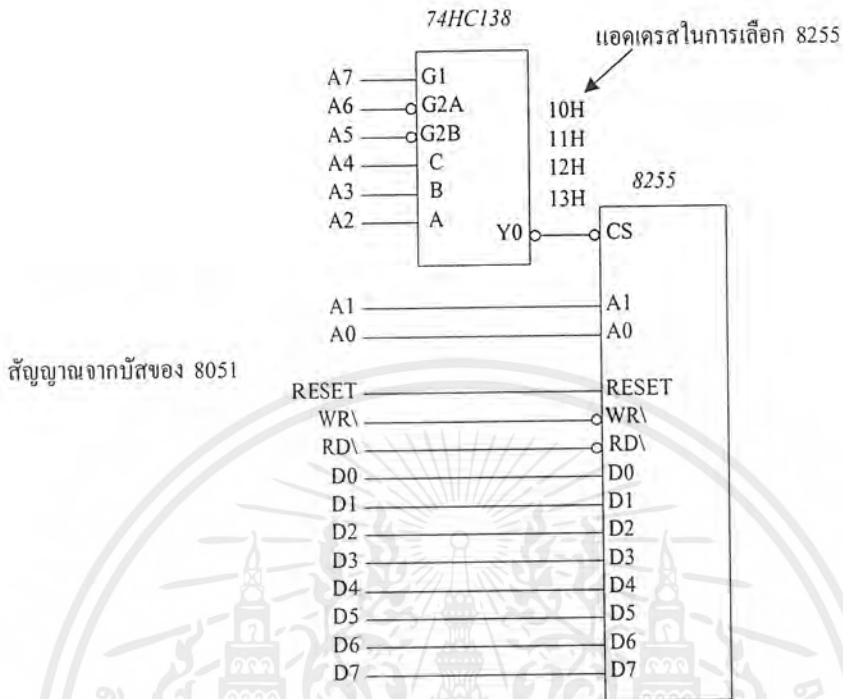 74HC138
แอดเดรสในการเลือก 8255
A7 G1
A6 G2A
A5 G2B
A4 C
A3 B
A2 A
Y0
10H
11H
12H
13H
8255
CS
A1 A1
A0 A0
สัญญาณจากบัสของ 8051
RESET RESET
WR\ WR\
RD\ RD\
D0 D0
D1 D1
D2 D2
D3 D3
D4 D4
D5 D5
D6 D6
D7 D7